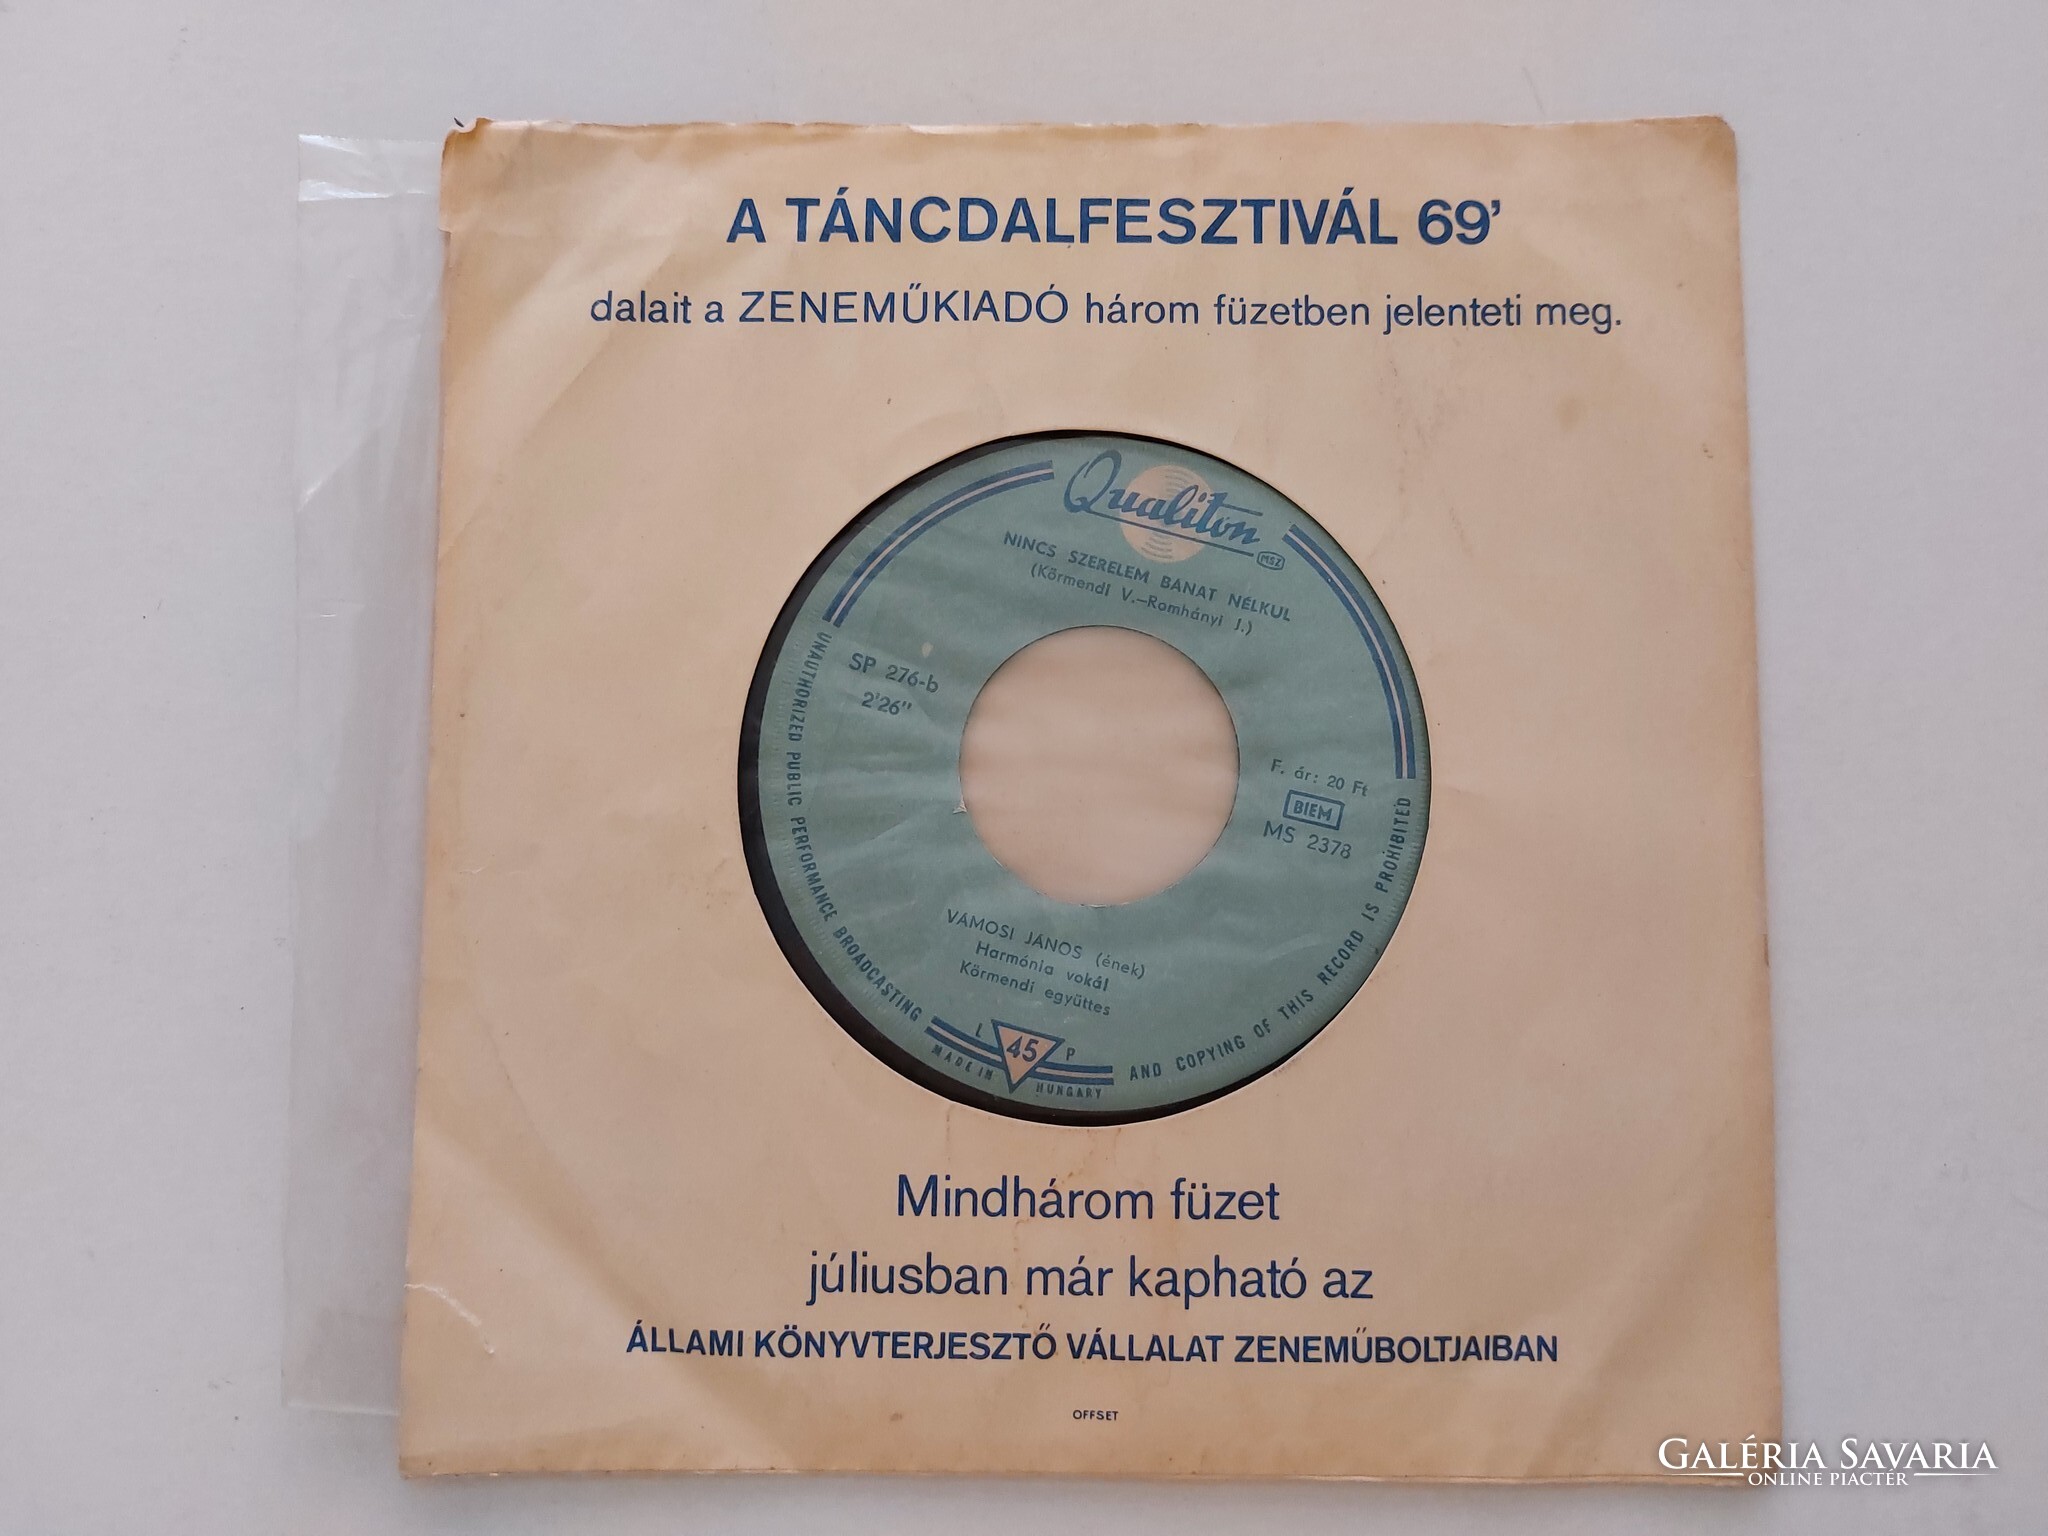 A TÁNCDALFESZTIVÁL 69'
dalait a ZENEMŰKIADÓ három füzetben jelenteti meg.
Qualiton
MSZ
NINCS SZERELEM BANAT NÉLKUL
(Körmendi V.–Romhányi J.)
SP 276-b
2'26"
F. ár: 20 Ft
BIEM
MS 2378
VÁMOSI JÁNOS (ének)
Harmónia vokál
Körmendi együttes
L 45 P
MADE IN HUNGARY
UNAUTHORIZED PUBLIC PERFORMANCE BROADCASTING AND COPYING OF THIS RECORD IS PROHIBITED
Mindhárom füzet
júliusban már kapható az
ÁLLAMI KÖNYVTERJESZTŐ VÁLLALAT ZENEMŰBOLTJAIBAN
OFFSET
GALÉRIA SAVARIA
ONLINE PIACTÉR